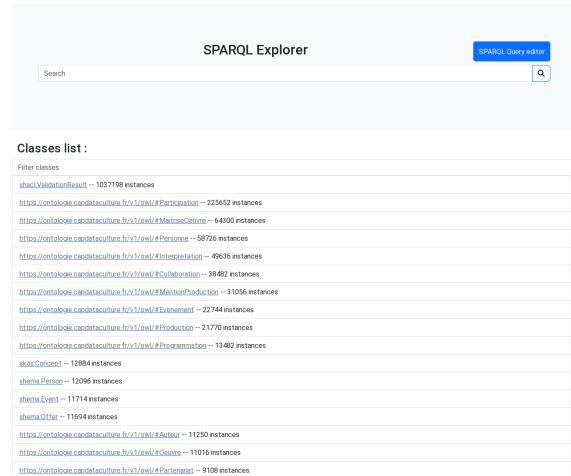 SPARQL Explorer
SPARQL Query editor
Search
Classes list :
Filter classes
shacl:ValidationResult -- 1037198 instances
https://ontologie.capdataculture.fr/v1/owl/#Participation -- 225652 instances
https://ontologie.capdataculture.fr/v1/owl/#MaitriseOeuvre -- 64300 instances
https://ontologie.capdataculture.fr/v1/owl/#Personne -- 58726 instances
https://ontologie.capdataculture.fr/v1/owl/#Interpretation -- 49636 instances
https://ontologie.capdataculture.fr/v1/owl/#Collaboration -- 38482 instances
https://ontologie.capdataculture.fr/v1/owl/#MentionProduction -- 31056 instances
https://ontologie.capdataculture.fr/v1/owl/#Evenement -- 22744 instances
https://ontologie.capdataculture.fr/v1/owl/#Production -- 21770 instances
https://ontologie.capdataculture.fr/v1/owl/#Programmation -- 13482 instances
skos:Concept -- 12884 instances
shema:Person -- 12096 instances
shema:Event -- 11714 instances
shema:Offer -- 11694 instances
https://ontologie.capdataculture.fr/v1/owl/#Auteur -- 11250 instances
https://ontologie.capdataculture.fr/v1/owl/#Oeuvre -- 11016 instances
https://ontologie.capdataculture.fr/v1/owl/#Partenariat -- 9108 instances